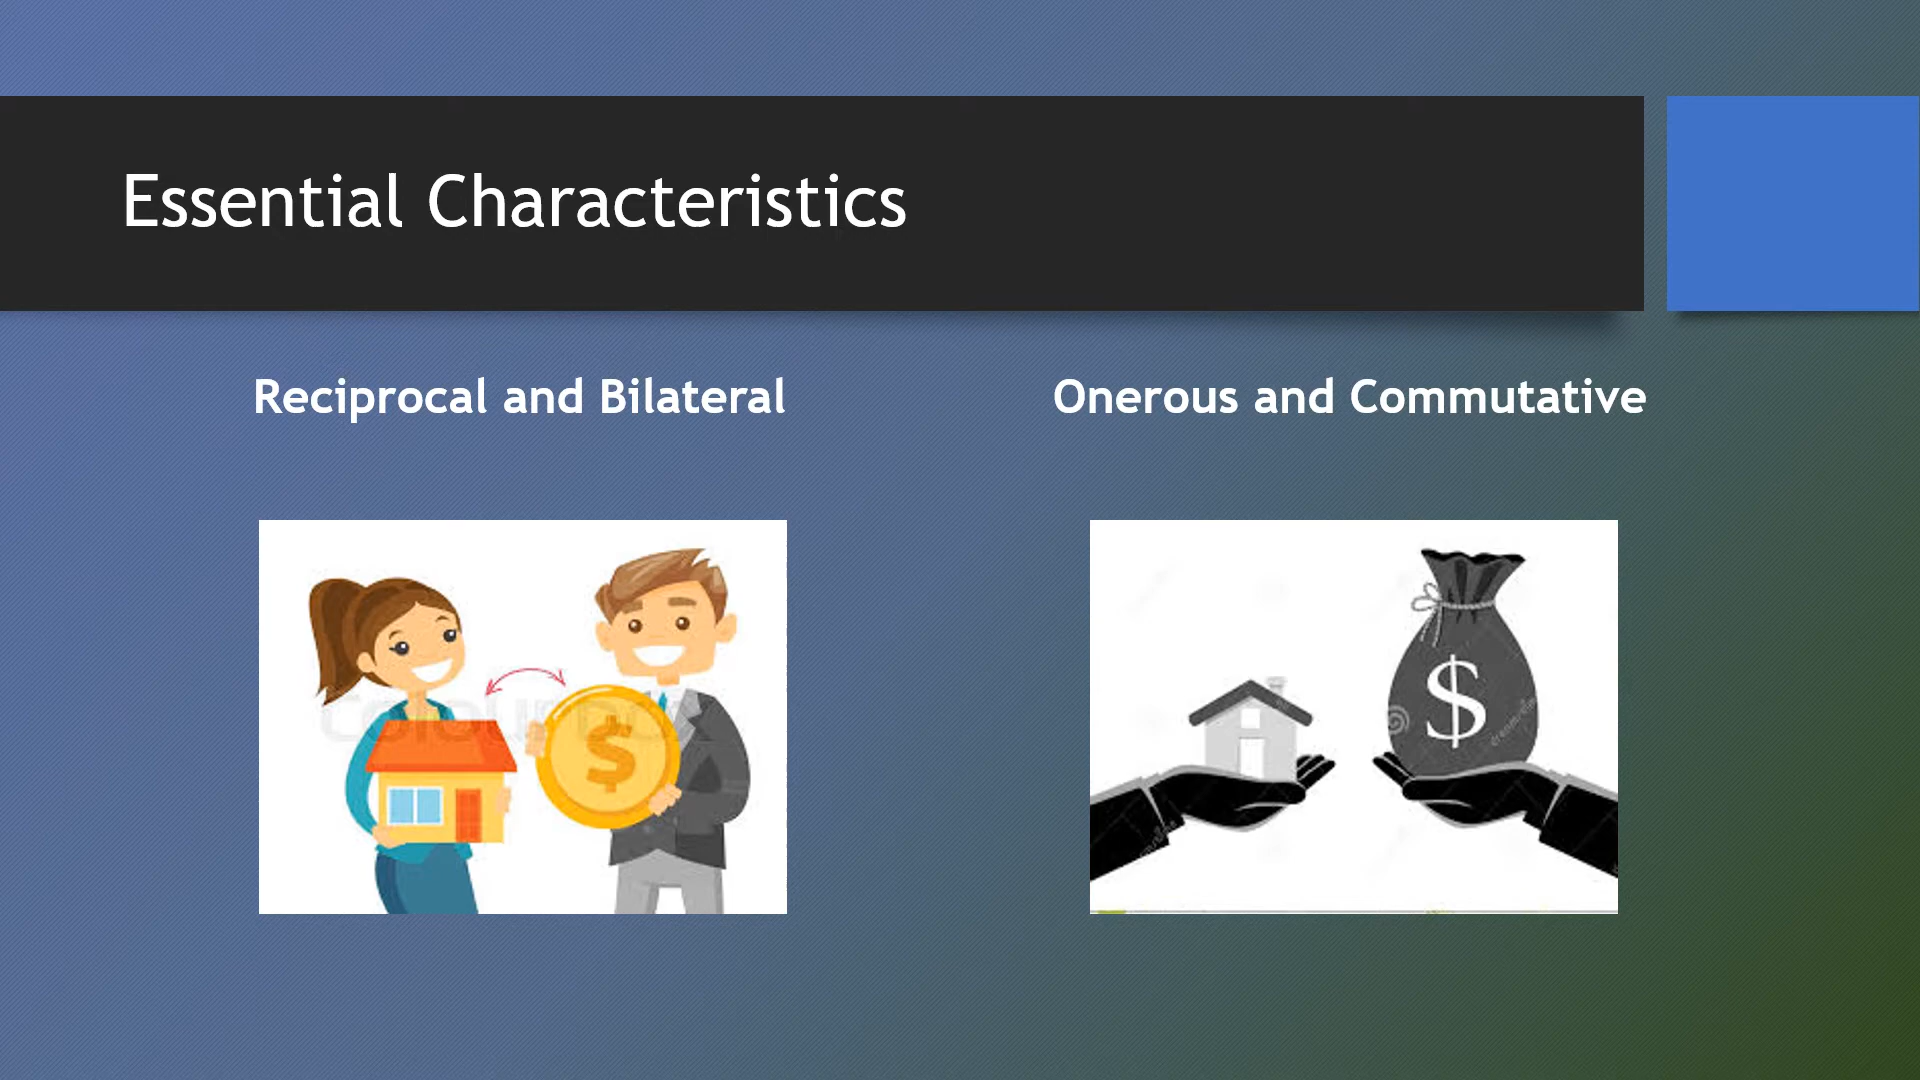 Essential Characteristics
Reciprocal and Bilateral
Onerous and Commutative
$
$